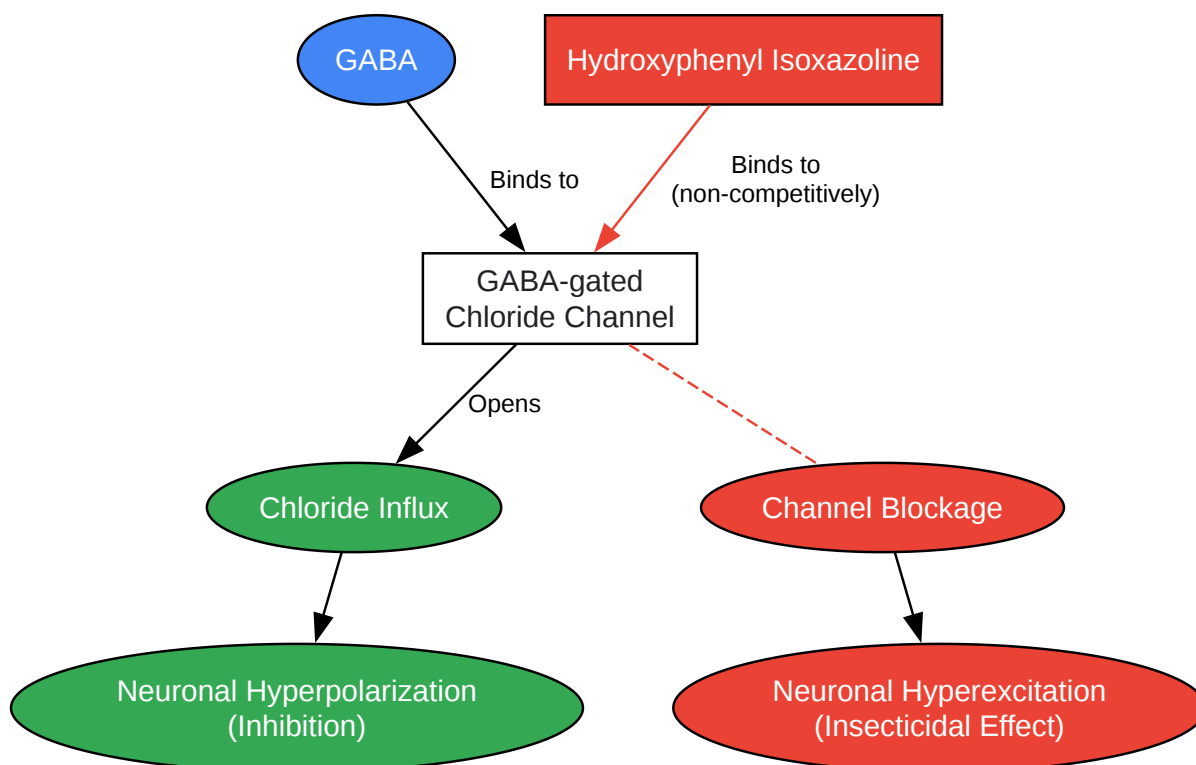 GABA
Hydroxyphenyl Isoxazoline
Binds to
Binds to
(non-competitively)
GABA-gated
Chloride Channel
Opens
Chloride Influx
Channel Blockage
Neuronal Hyperpolarization
(Inhibition)
Neuronal Hyperexcitation
(Insecticidal Effect)